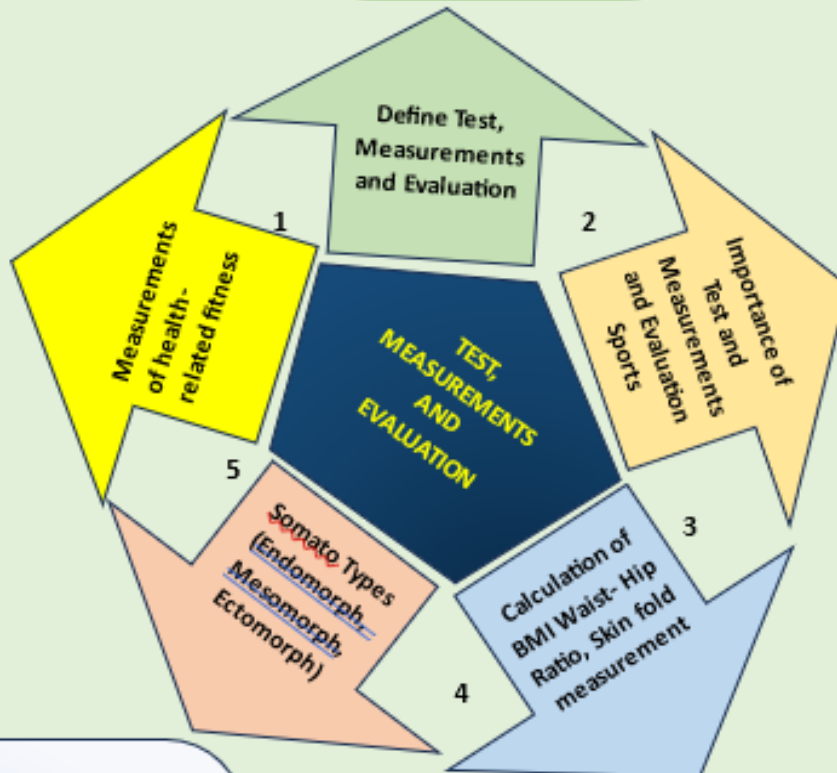 Define Test,
Measurements
and Evaluation
1
2
Importance of
Test and
Measurements
and Evaluation
Sports
Measurements
of health-
related fitness
TEST,
MEASUREMENTS
AND
EVALUATION
5
3
Somato Types
(Endomorph,
Mesomorph,
Ectomorph)
Calculation of
BMI Waist- Hip
Ratio, Skin fold
measurement
4